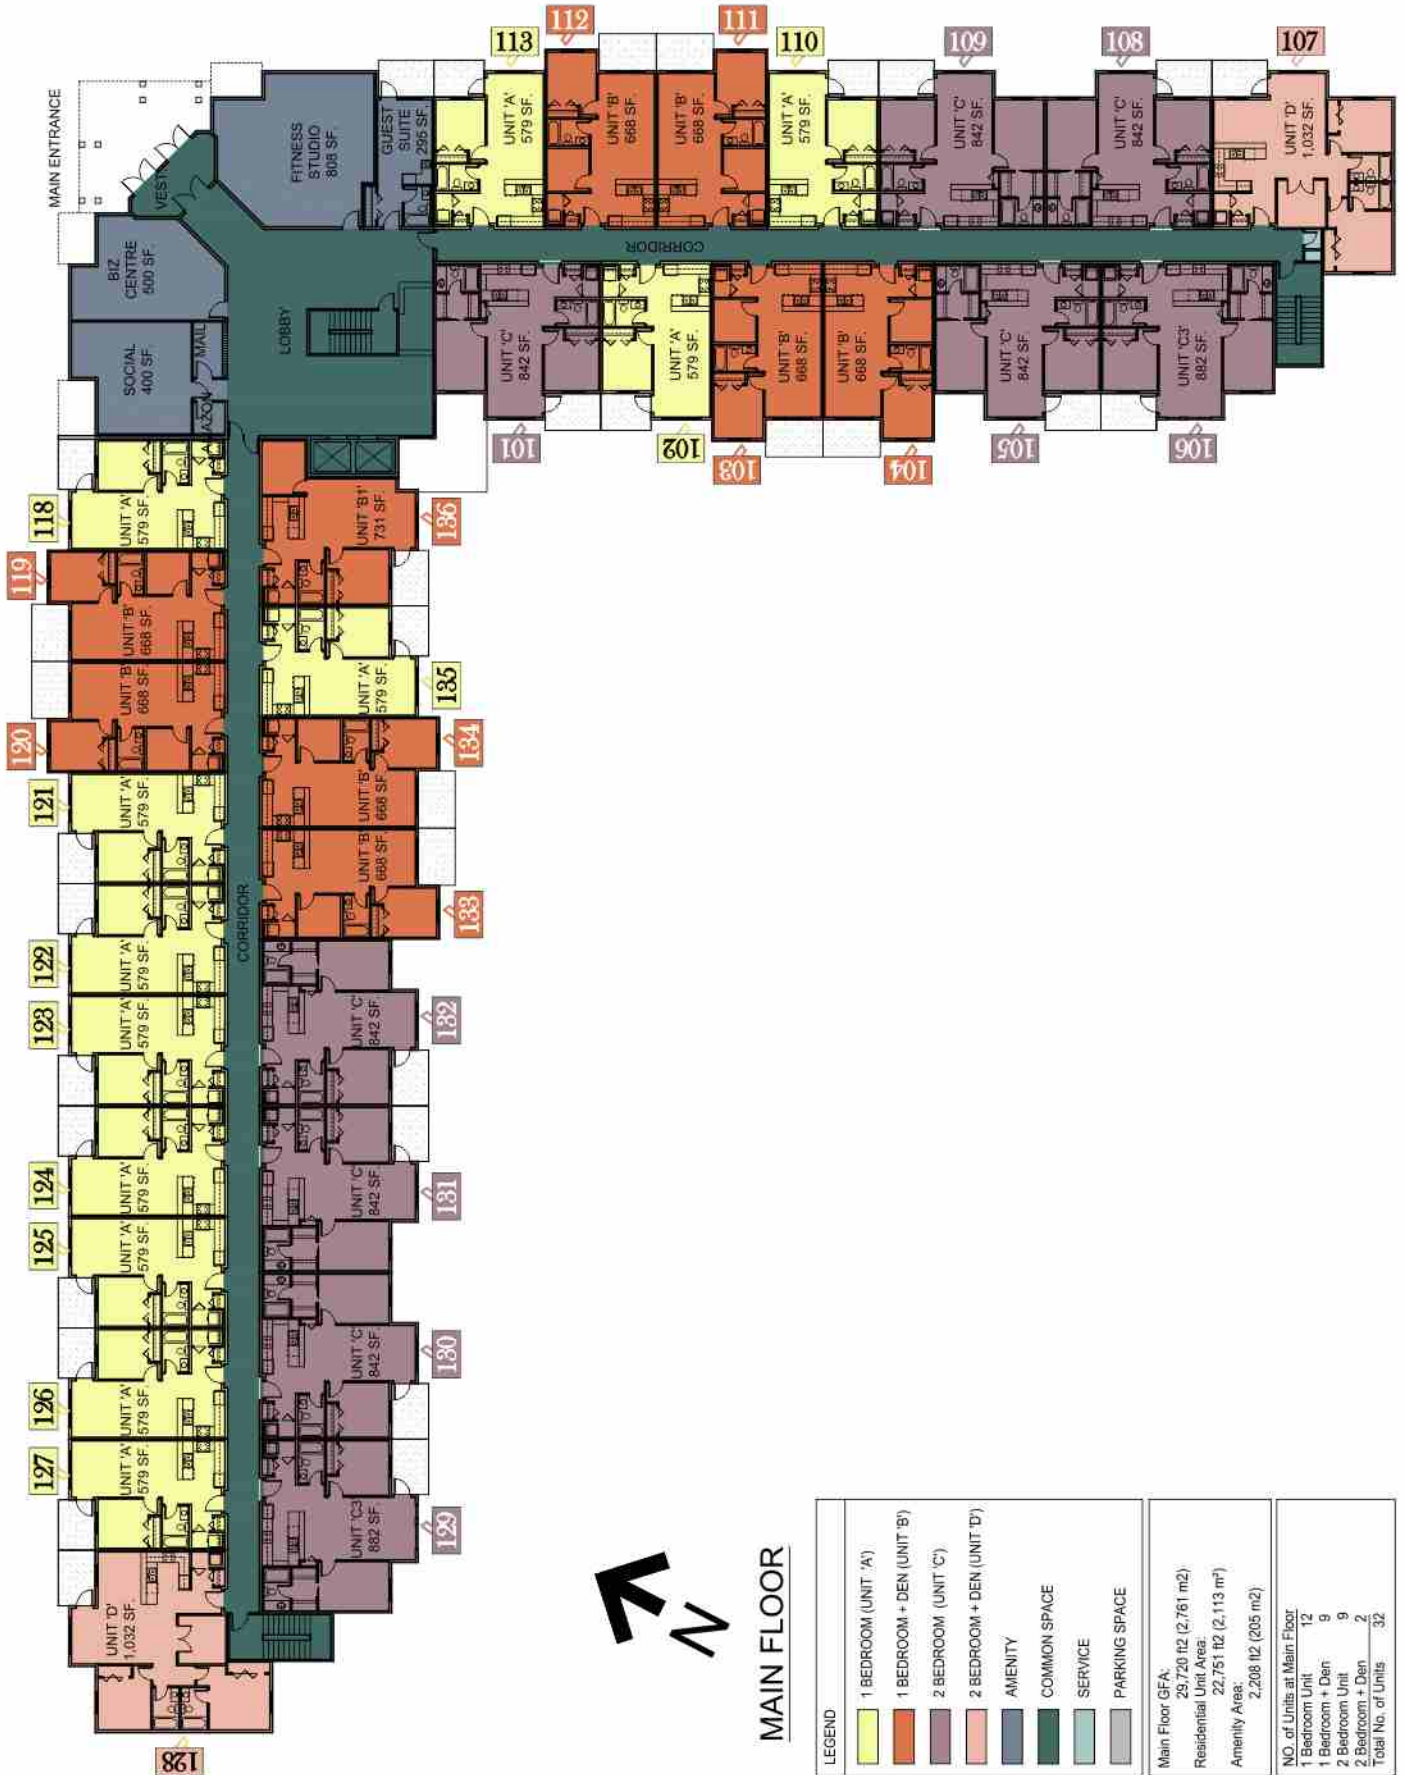 MAIN ENTRANCE
VEST.
FITNESS
STUDIO
808 SF.
GUEST
SUITE
295 SF.
BIZ
CENTRE
500 SF.
SOCIAL
400 SF.
MAIL
LOBBY
CORRIDOR
113
UNIT 'A'
579 SF.
112
UNIT 'B'
668 SF.
111
UNIT 'B'
668 SF.
110
UNIT 'A'
579 SF.
109
UNIT 'C'
842 SF.
108
UNIT 'C'
842 SF.
107
UNIT 'D'
1,032 SF.
101
UNIT 'C'
842 SF.
102
UNIT 'A'
579 SF.
103
UNIT 'B'
668 SF.
104
UNIT 'B'
668 SF.
105
UNIT 'C'
842 SF.
106
UNIT 'C3'
882 SF.
118
UNIT 'A'
579 SF.
119
UNIT 'B'
668 SF.
120
UNIT 'B'
668 SF.
121
UNIT 'A'
579 SF.
122
UNIT 'A'
579 SF.
123
UNIT 'A'
579 SF.
124
UNIT 'A'
579 SF.
125
UNIT 'A'
579 SF.
126
UNIT 'A'
579 SF.
127
UNIT 'A'
579 SF.
128
UNIT 'D'
1,032 SF.
CORRIDOR
136
UNIT 'B1'
731 SF.
135
UNIT 'A'
579 SF.
134
UNIT 'B'
668 SF.
133
UNIT 'B'
668 SF.
132
UNIT 'C'
842 SF.
131
UNIT 'C'
842 SF.
130
UNIT 'C'
842 SF.
129
UNIT 'C3'
882 SF.
N
MAIN FLOOR
LEGEND
1 BEDROOM (UNIT 'A')
1 BEDROOM + DEN (UNIT 'B')
2 BEDROOM (UNIT 'C')
2 BEDROOM + DEN (UNIT 'D')
AMENITY
COMMON SPACE
SERVICE
PARKING SPACE
Main Floor GFA:
29,720 ft2 (2,761 m2)
Residential Unit Area:
22,751 ft2 (2,113 m²)
Amenity Area:
2,208 ft2 (205 m2)
NO. of Units at Main Floor
1 Bedroom Unit 12
1 Bedroom + Den 9
2 Bedroom Unit 9
2 Bedroom + Den 2
Total No. of Units 32